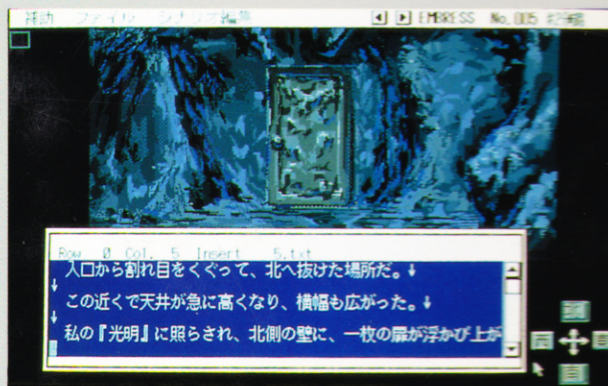 補助 ファイル シナリオ編集 EMBRESS No.005
Row 0 Col. 5 Insert 5.txt
入口から割れ目をくぐって、北へ抜けた場所だ。↓
↓
この近くで天井が急に高くなり、横幅も広がった。↓
↓
私の『光明』に照らされ、北側の壁に、一枚の扉が浮かび上が
西